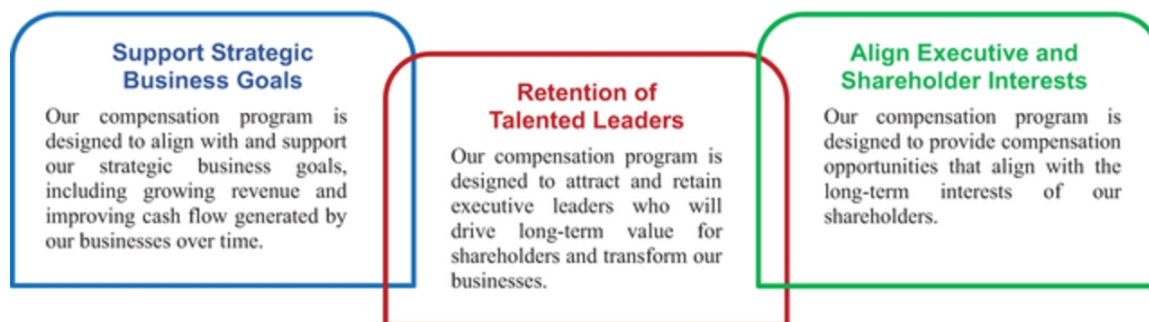 Support Strategic
Business Goals
Our compensation program is
designed to align with and support
our strategic business goals,
including growing revenue and
improving cash flow generated by
our businesses over time.
Retention of
Talented Leaders
Our compensation program is
designed to attract and retain
executive leaders who will
drive long-term value for
shareholders and transform our
businesses.
Align Executive and
Shareholder Interests
Our compensation program is
designed to provide compensation
opportunities that align with the
long-term interests of our
shareholders.